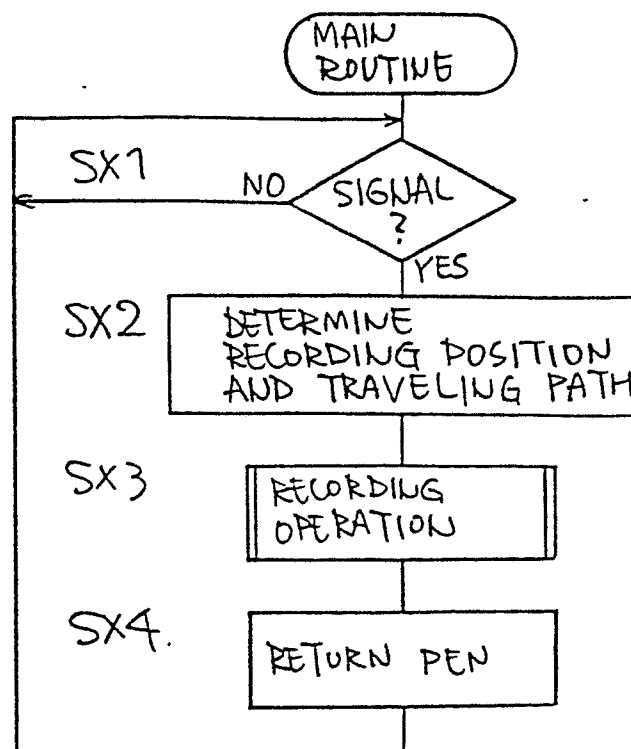 MAIN
ROUTINE
SX1
NO
SIGNAL
?
YES
SX2
DETERMINE
RECORDING POSITION
AND TRAVELING PATH
SX3
RECORDING
OPERATION
SX4.
RETURN PEN